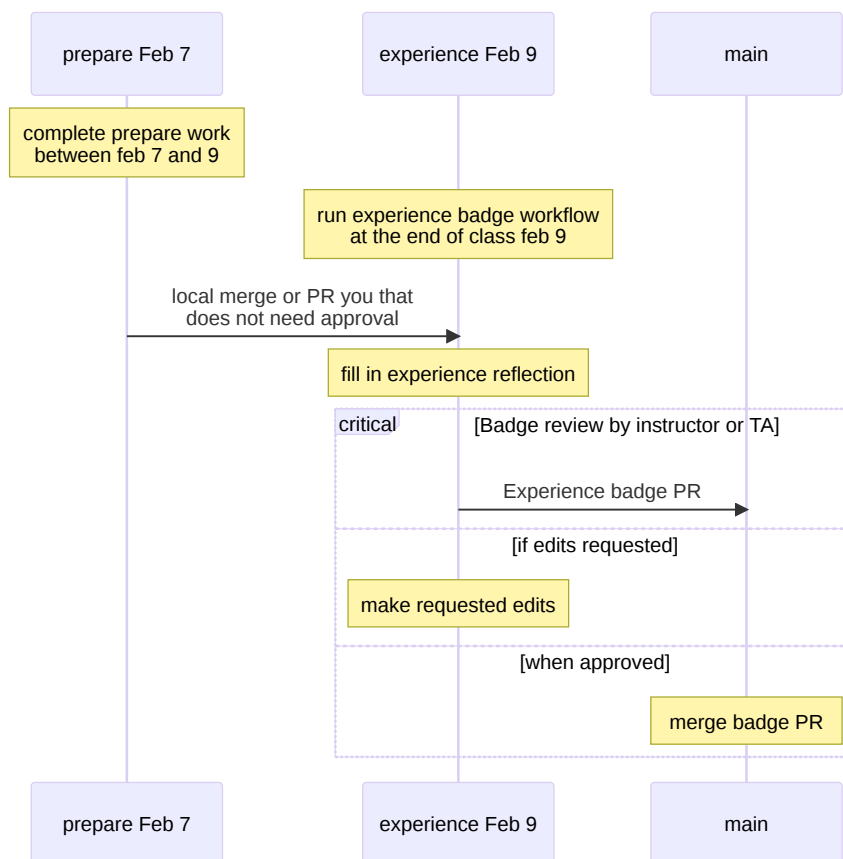 prepare Feb 7
experience Feb 9
main
complete prepare work
between feb 7 and 9
run experience badge workflow
at the end of class feb 9
local merge or PR you that
does not need approval
fill in experience reflection
critical
[Badge review by instructor or TA]
Experience badge PR
[if edits requested]
make requested edits
[when approved]
merge badge PR
prepare Feb 7
experience Feb 9
main